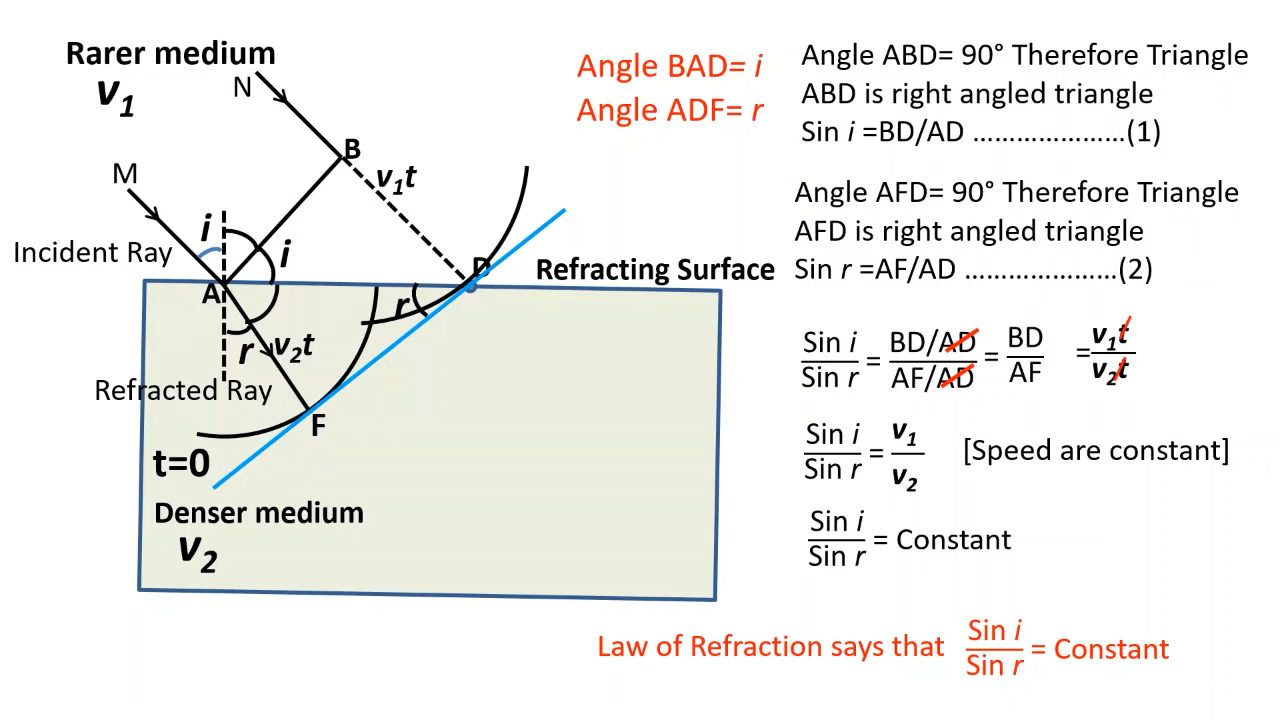 Rarer medium
v1
N
B
v1t
M
i
i
Incident Ray
A
D
Refracting Surface
r
r
v2t
Refracted Ray
F
t=0
Denser medium
v2
Angle BAD= i
Angle ADF= r
Angle ABD= 90° Therefore Triangle
ABD is right angled triangle
Sin i =BD/AD .....................(1)
Angle AFD= 90° Therefore Triangle
AFD is right angled triangle
Sin r =AF/AD .....................(2)
Sin i / Sin r = BD/AD / AF/AD = BD / AF = v1t / v2t
Sin i / Sin r = v1 / v2 [Speed are constant]
Sin i / Sin r = Constant
Law of Refraction says that Sin i / Sin r = Constant